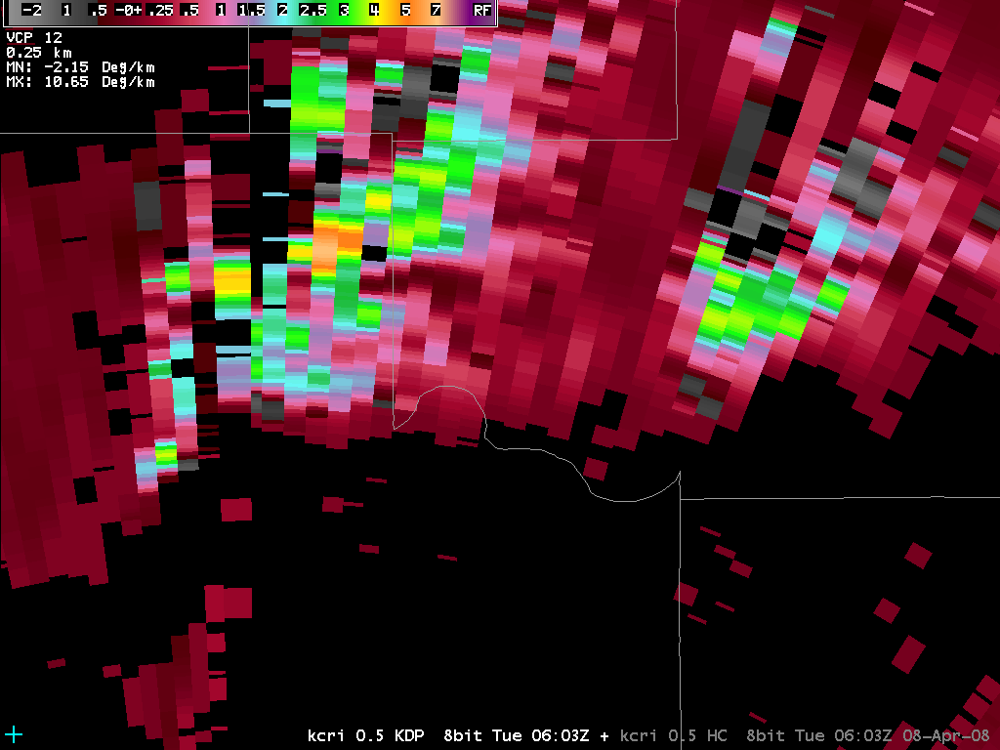 -2 1 .5 -0+ .25 .5 1 1.5 2 2.5 3 4 5 7 RF
VCP 12
0.25 km
MN: -2.15 Deg/km
MX: 10.65 Deg/km
kcri 0.5 KDP 8bit Tue 06:03Z + kcri 0.5 HC 8bit Tue 06:03Z 08-Apr-08